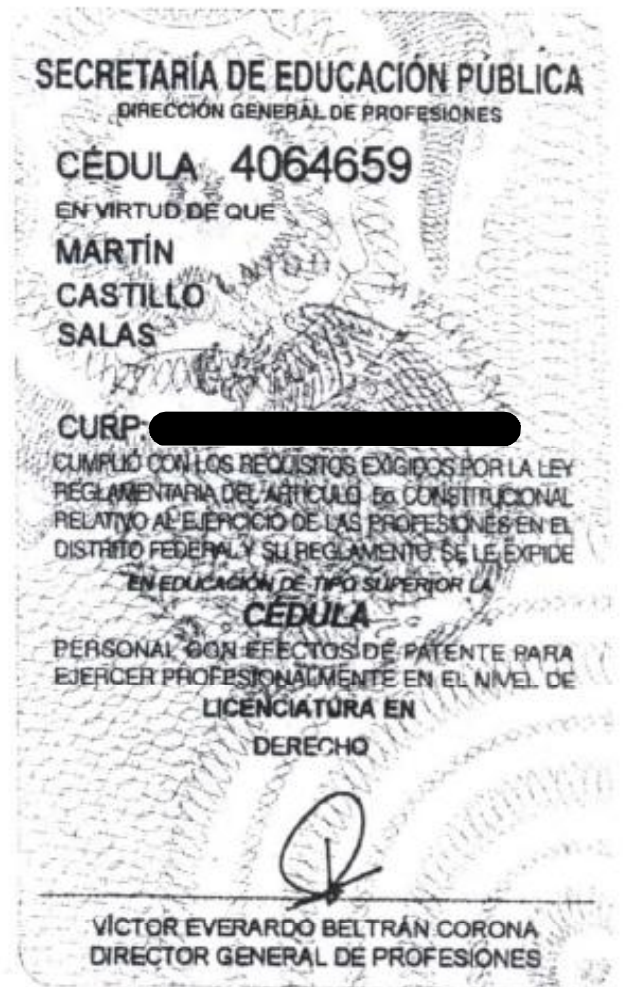 SECRETARÍA DE EDUCACIÓN PÚBLICA
DIRECCIÓN GENERAL DE PROFESIONES
CÉDULA 4064659
EN VIRTUD DE QUE
MARTÍN
CASTILLO
SALAS
CURP:
CUMPLIÓ CON LOS REQUISITOS EXIGIDOS POR LA LEY
REGLAMENTARIA DEL ARTÍCULO 5o. CONSTITUCIONAL
RELATIVO AL EJERCICIO DE LAS PROFESIONES EN EL
DISTRITO FEDERAL Y SU REGLAMENTO, SE LE EXPIDE
EN EDUCACIÓN DE TIPO SUPERIOR LA
CÉDULA
PERSONAL CON EFECTOS DE PATENTE PARA
EJERCER PROFESIONALMENTE EN EL NIVEL DE
LICENCIATURA EN
DERECHO
VÍCTOR EVERARDO BELTRÁN CORONA
DIRECTOR GENERAL DE PROFESIONES